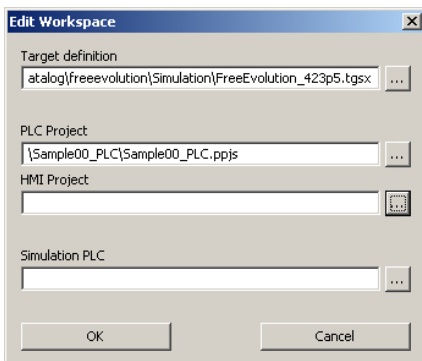 Edit Workspace
Target definition
atalog\freeevolution\Simulation\FreeEvolution_423p5.tgsx
...
PLC Project
\Sample00_PLC\Sample00_PLC.ppjs
...
HMI Project
...
Simulation PLC
...
OK
Cancel